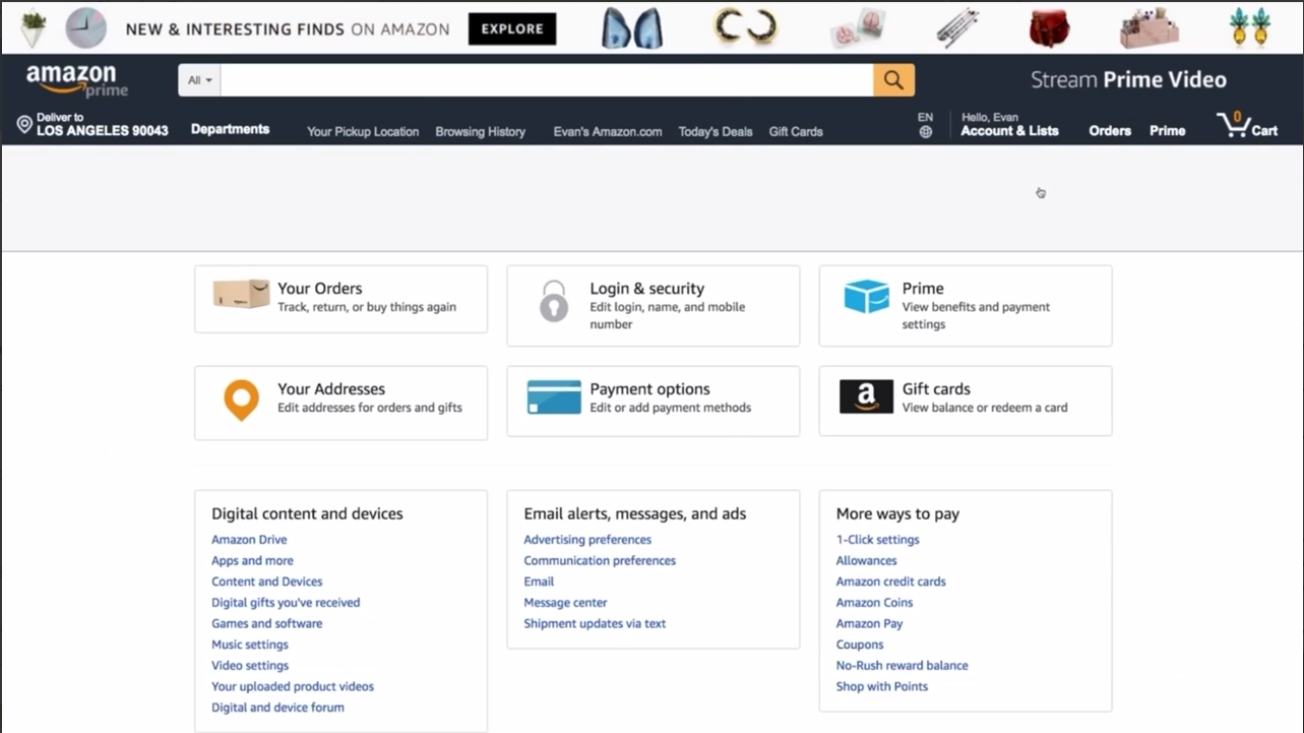 NEW & INTERESTING FINDS ON AMAZON EXPLORE
amazon prime
All
Stream Prime Video
Deliver to
LOS ANGELES 90043
Departments
Your Pickup Location
Browsing History
Evan's Amazon.com
Today's Deals
Gift Cards
EN
Hello, Evan
Account & Lists
Orders
Prime
0
Cart
Your Orders
Track, return, or buy things again
Login & security
Edit login, name, and mobile
number
Prime
View benefits and payment
settings
Your Addresses
Edit addresses for orders and gifts
Payment options
Edit or add payment methods
a
Gift cards
View balance or redeem a card
Digital content and devices
Amazon Drive
Apps and more
Content and Devices
Digital gifts you've received
Games and software
Music settings
Video settings
Your uploaded product videos
Digital and device forum
Email alerts, messages, and ads
Advertising preferences
Communication preferences
Email
Message center
Shipment updates via text
More ways to pay
1-Click settings
Allowances
Amazon credit cards
Amazon Coins
Amazon Pay
Coupons
No-Rush reward balance
Shop with Points